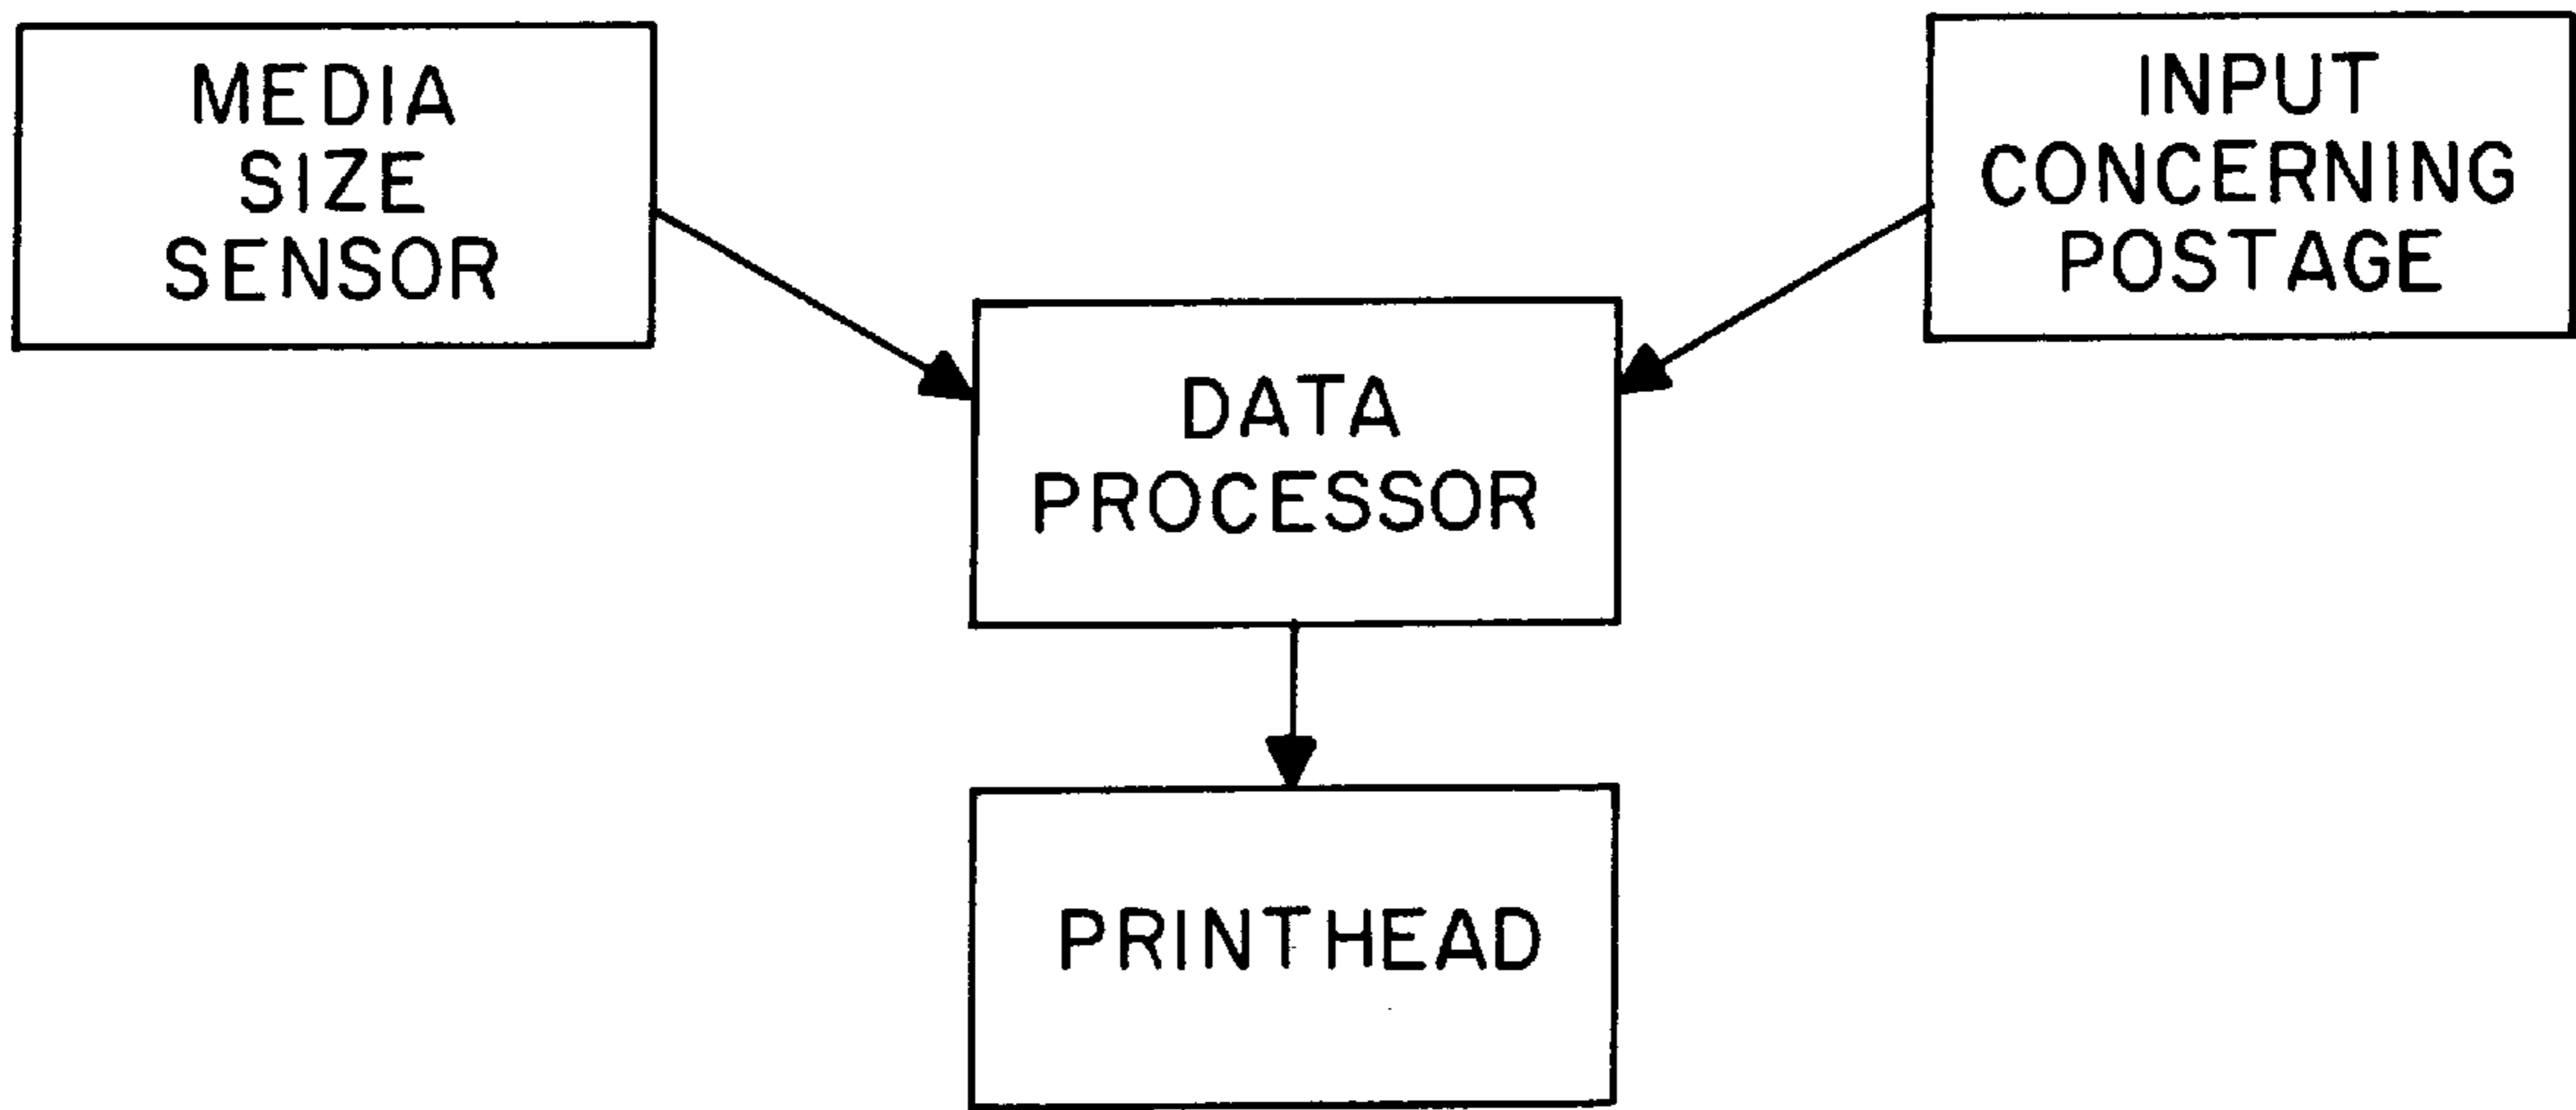 MEDIA
SIZE
SENSOR
INPUT
CONCERNING
POSTAGE
DATA
PROCESSOR
PRINTHEAD